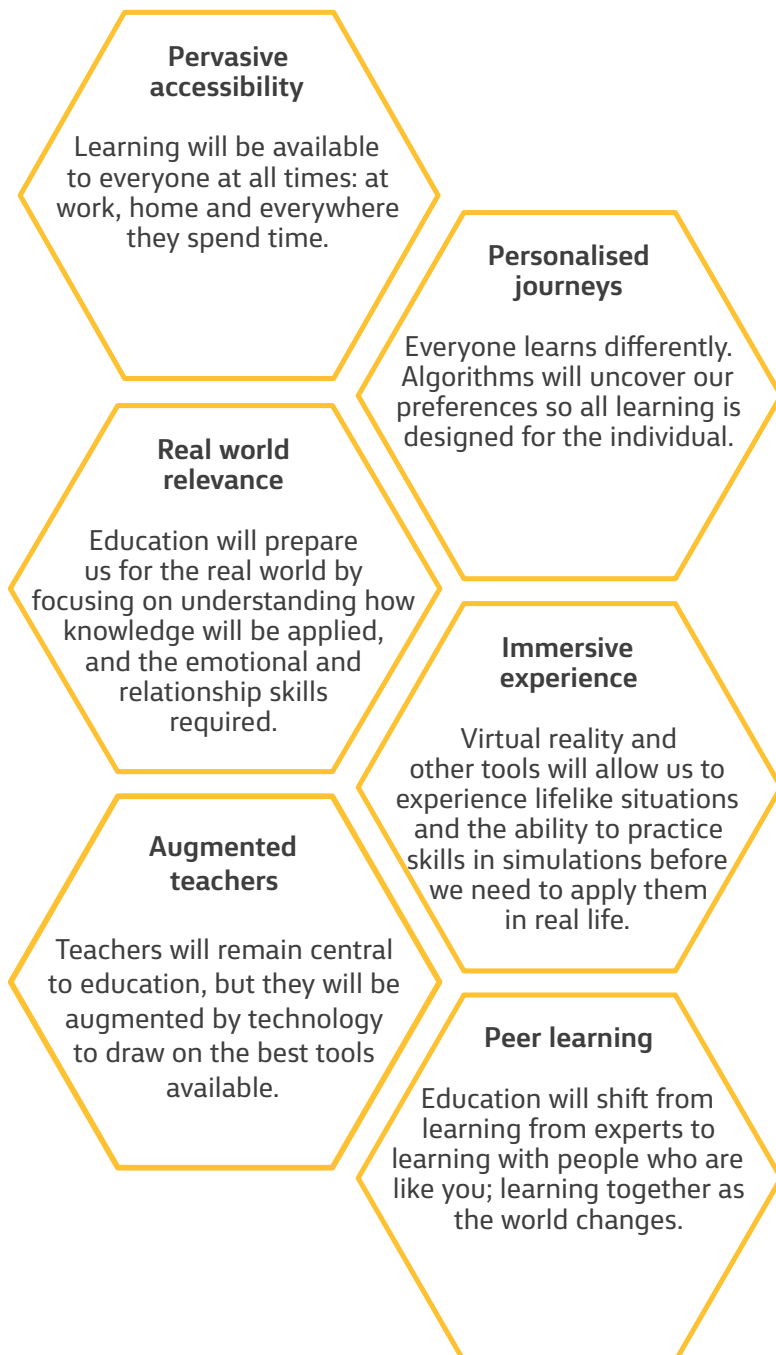 Pervasive
accessibility
Learning will be available
to everyone at all times: at
work, home and everywhere
they spend time.
Personalised
journeys
Everyone learns differently.
Algorithms will uncover our
preferences so all learning is
designed for the individual.
Real world
relevance
Education will prepare
us for the real world by
focusing on understanding how
knowledge will be applied,
and the emotional and
relationship skills
required.
Immersive
experience
Virtual reality and
other tools will allow us to
experience lifelike situations
and the ability to practice
skills in simulations before
we need to apply them
in real life.
Augmented
teachers
Teachers will remain central
to education, but they will be
augmented by technology
to draw on the best tools
available.
Peer learning
Education will shift from
learning from experts to
learning with people who are
like you; learning together as
the world changes.